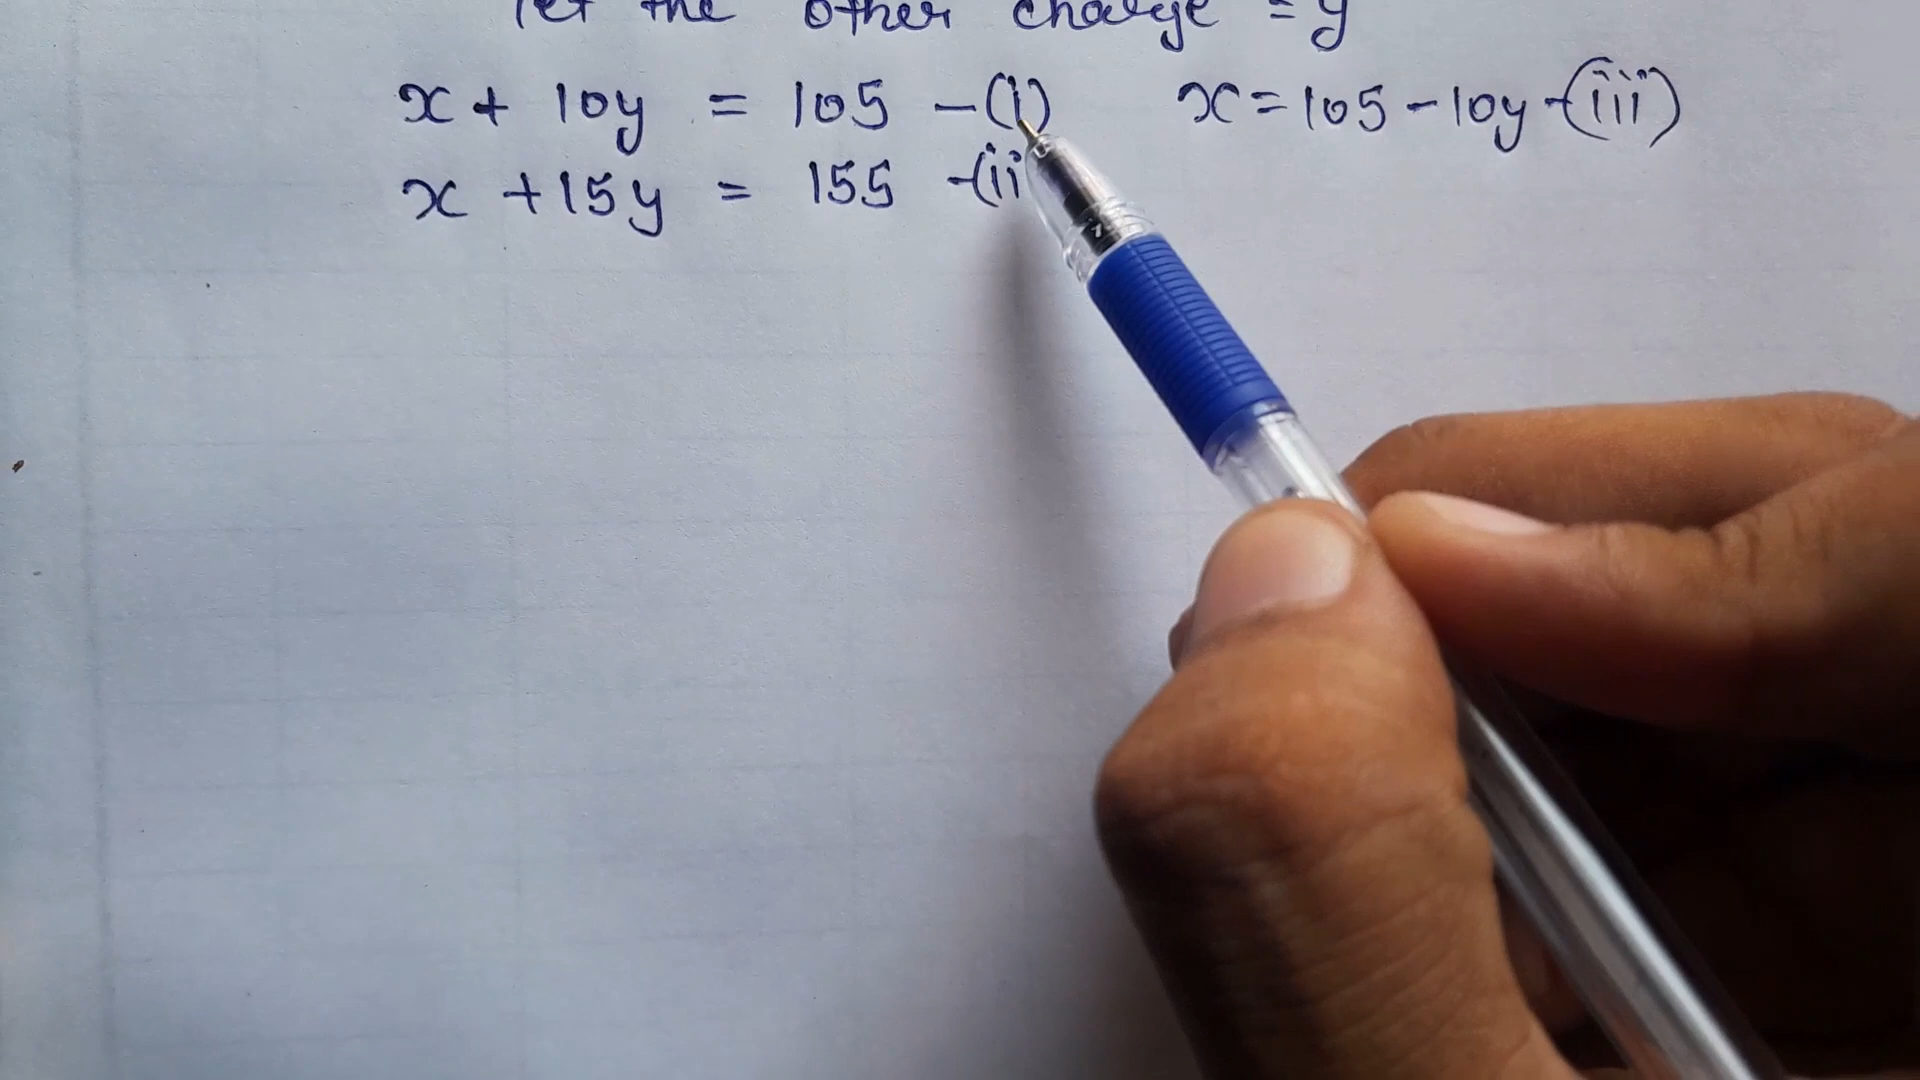 let the other charge = y
x + 10y = 105 -(i) x = 105 - 10y -(iii)
x + 15y = 155 -(ii